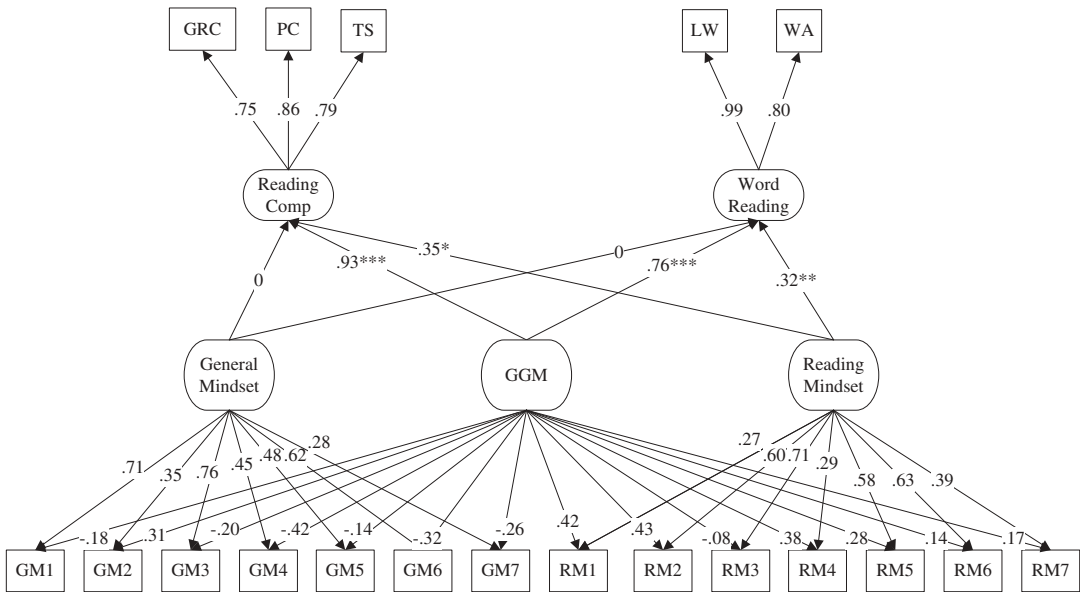 GRC PC TS LW WA
.75 .86 .79 .99 .80
Reading
Comp
Word
Reading
0 .93*** .35* 0 .76*** .32**
General
Mindset
GGM
Reading
Mindset
.71 .35 .76 .45 .48 .62 .28 .27 .60 .71 .29 .58 .63 .39
-.18 .31 -.20 -.42 -.14 -.32 -.26 .42 .43 -.08 .38 .28 .14 .17
GM1 GM2 GM3 GM4 GM5 GM6 GM7 RM1 RM2 RM3 RM4 RM5 RM6 RM7